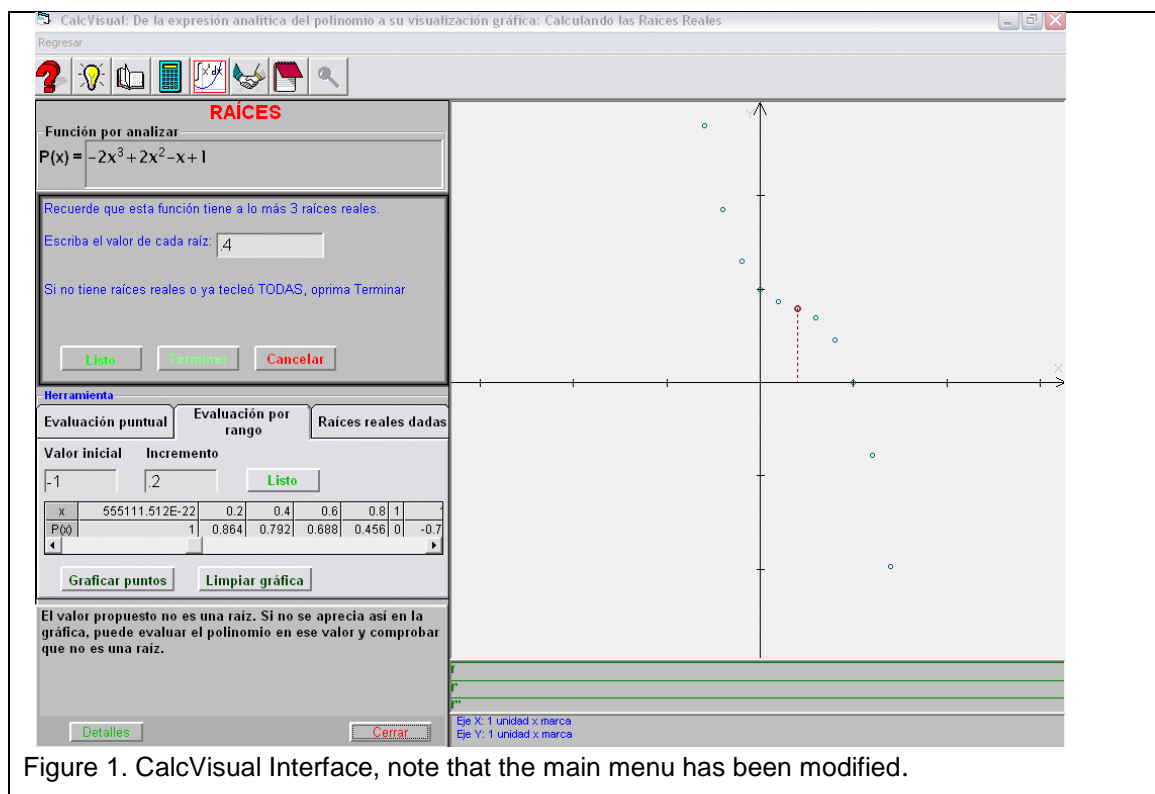 CalcVisual: De la expresión analítica del polinomio a su visualización gráfica: Calculando las Raíces Reales
Regresar
RAÍCES
Función por analizar
P(x) = -2x³+2x²-x+1
Recuerde que esta función tiene a lo más 3 raíces reales.
Escriba el valor de cada raíz: .4
Si no tiene raíces reales o ya tecleó TODAS, oprima Terminar
Listo Terminar Cancelar
Herramienta
Evaluación puntual Evaluación por rango Raíces reales dadas
Valor inicial Incremento
-1 .2 Listo
x 555111.512E-22 0.2 0.4 0.6 0.8 1
P(x) 1 0.864 0.792 0.688 0.456 0 -0.7
Graficar puntos Limpiar gráfica
El valor propuesto no es una raíz. Si no se aprecia así en la
gráfica, puede evaluar el polinomio en ese valor y comprobar
que no es una raíz.
Detalles Cerrar
Y
X
f
f'
f''
Eje X: 1 unidad x marca
Eje Y: 1 unidad x marca
Figure 1. CalcVisual Interface, note that the main menu has been modified.